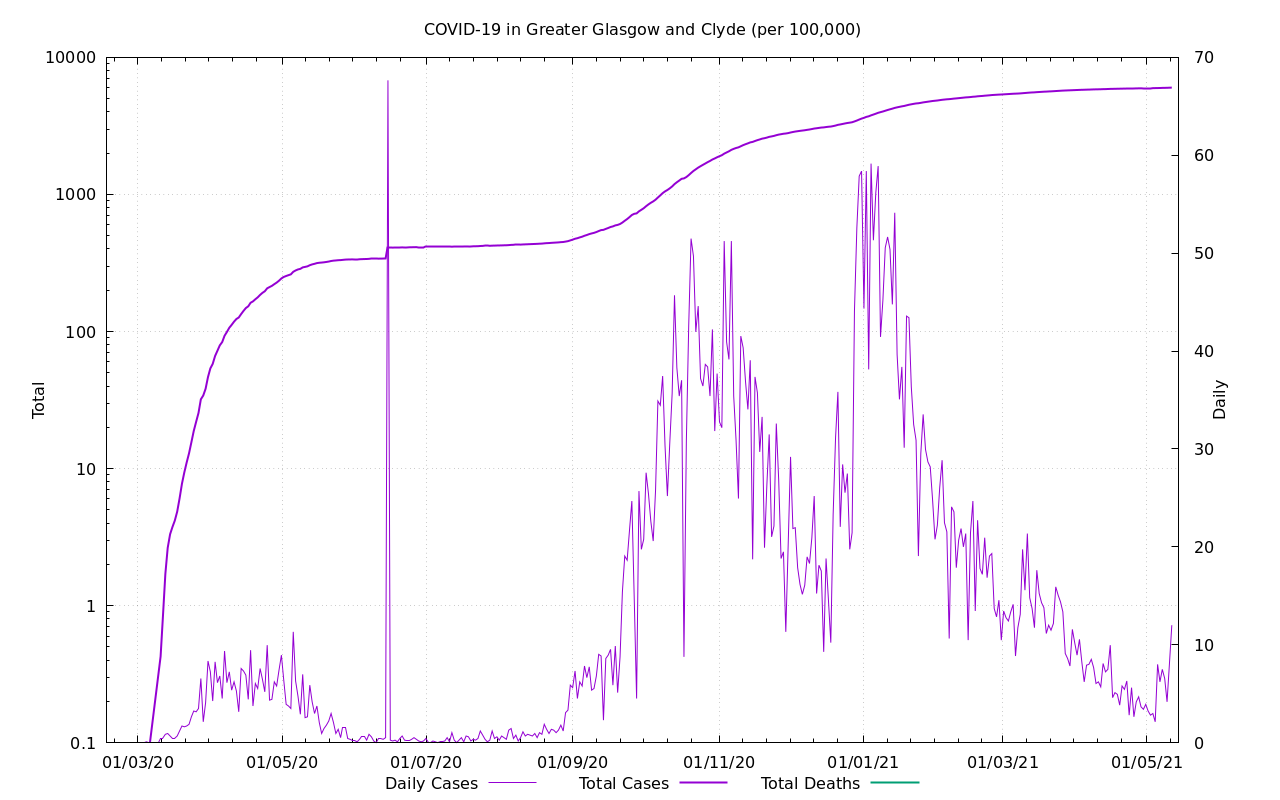 COVID-19 in Greater Glasgow and Clyde (per 100,000)
10000
1000
100
10
1
0.1
Total
70
60
50
40
30
20
10
0
Daily
01/03/20 01/05/20 01/07/20 01/09/20 01/11/20 01/01/21 01/03/21 01/05/21
Daily Cases Total Cases Total Deaths